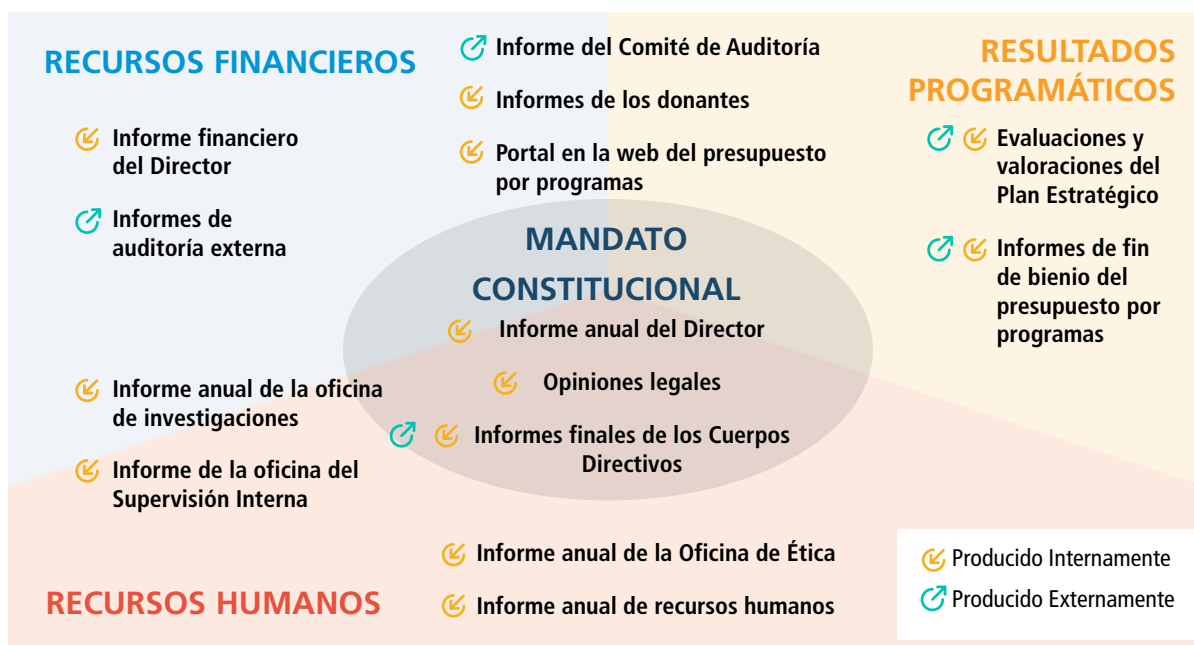 RECURSOS FINANCIEROS
Informe financiero
del Director
Informes de
auditoría externa
Informe del Comité de Auditoría
Informes de los donantes
Portal en la web del presupuesto
por programas
RESULTADOS
PROGRAMÁTICOS
Evaluaciones y
valoraciones del
Plan Estratégico
Informes de fin
de bienio del
presupuesto por
programas
MANDATO
CONSTITUCIONAL
Informe anual del Director
Opiniones legales
Informes finales de los Cuerpos
Directivos
Informe anual de la oficina
de investigaciones
Informe de la oficina del
Supervisión Interna
RECURSOS HUMANOS
Informe anual de la Oficina de Ética
Informe anual de recursos humanos
Producido Internamente
Producido Externamente